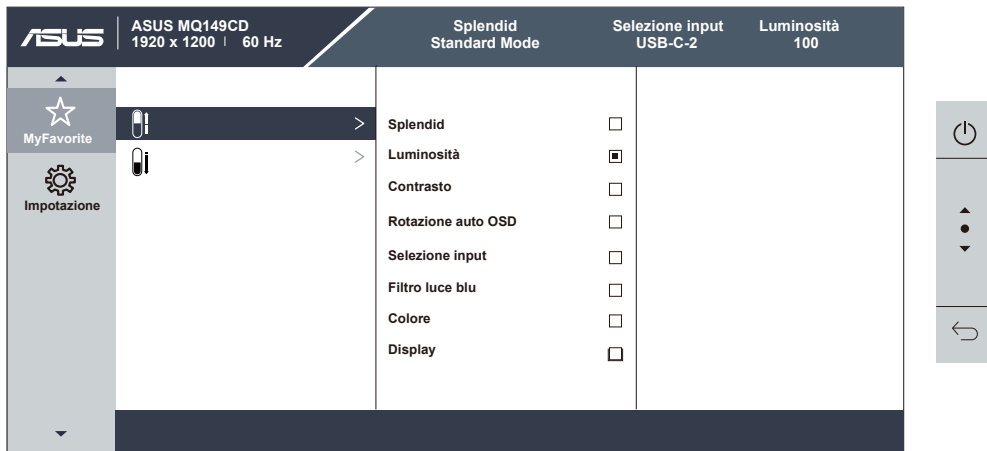 ASUS
ASUS MQ149CD
1920 x 1200 | 60 Hz
Splendid
Standard Mode
Selezione input
USB-C-2
Luminosità
100
MyFavorite
Impotazione
>
>
Splendid
Luminosità
Contrasto
Rotazione auto OSD
Selezione input
Filtro luce blu
Colore
Display